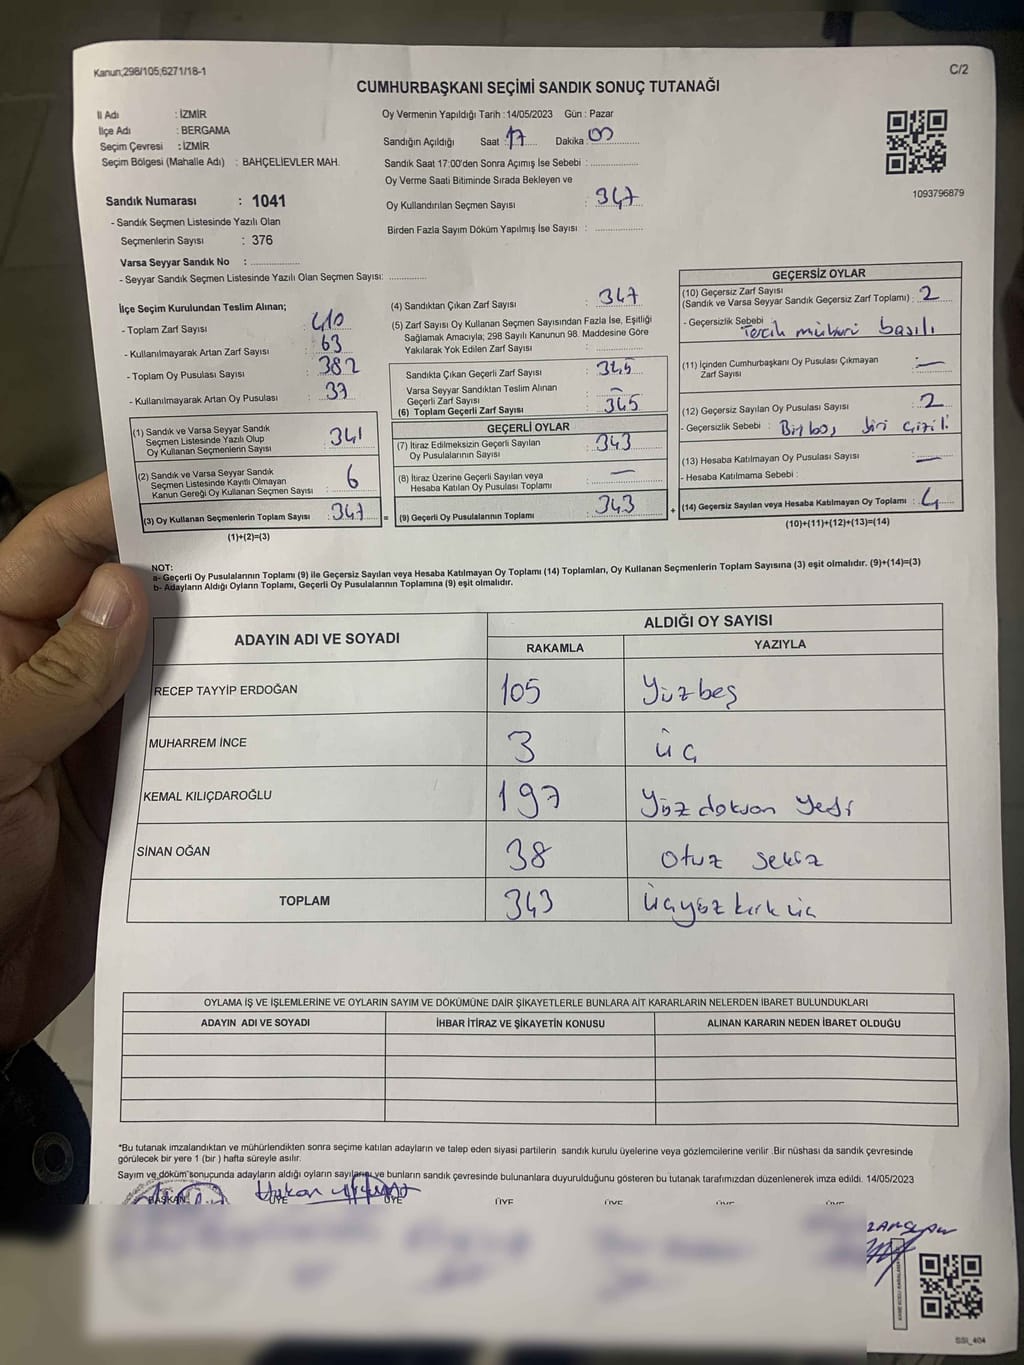 Kanun;298/105;6271/18-1
C/2
CUMHURBAŞKANI SEÇİMİ SANDIK SONUÇ TUTANAĞI
İl Adı : İZMİR
İlçe Adı : BERGAMA
Seçim Çevresi : İZMİR
Seçim Bölgesi (Mahalle Adı) : BAHÇELİEVLER MAH.
Sandık Numarası : 1041
- Sandık Seçmen Listesinde Yazılı Olan
Seçmenlerin Sayısı : 376
Varsa Seyyar Sandık No :
- Seyyar Sandık Seçmen Listesinde Yazılı Olan Seçmen Sayısı:
Oy Vermenin Yapıldığı Tarih : 14/05/2023 Gün : Pazar
Sandığın Açıldığı Saat : 17 Dakika : 00
Sandık Saat 17:00'den Sonra Açımış İse Sebebi :
Oy Verme Saati Bitiminde Sırada Bekleyen ve
Oy Kullandırılan Seçmen Sayısı : 347
Birden Fazla Sayım Döküm Yapılmış İse Sayısı :
1093796879
İlçe Seçim Kurulundan Teslim Alınan;
- Toplam Zarf Sayısı : 410
- Kullanılmayarak Artan Zarf Sayısı : 63
- Toplam Oy Pusulası Sayısı : 382
- Kullanılmayarak Artan Oy Pusulası : 37
(1) Sandık ve Varsa Seyyar Sandık
Seçmen Listesinde Yazılı Olup
Oy Kullanan Seçmenlerin Sayısı : 341
(2) Sandık ve Varsa Seyyar Sandık
Seçmen Listesinde Kayıtlı Olmayan
Kanun Gereği Oy Kullanan Seçmen Sayısı : 6
(3) Oy Kullanan Seçmenlerin Toplam Sayısı : 347
(1)+(2)=(3)
(4) Sandıktan Çıkan Zarf Sayısı : 347
(5) Zarf Sayısı Oy Kullanan Seçmen Sayısından Fazla İse, Eşitliği
Sağlamak Amacıyla; 298 Sayılı Kanunun 98. Maddesine Göre
Yakılarak Yok Edilen Zarf Sayısı :
Sandıkta Çıkan Geçerli Zarf Sayısı : 345
Varsa Seyyar Sandıktan Teslim Alınan
Geçerli Zarf Sayısı : —
(6) Toplam Geçerli Zarf Sayısı : 345
GEÇERLİ OYLAR
(7) İtiraz Edilmeksizin Geçerli Sayılan
Oy Pusulalarının Sayısı : 343
(8) İtiraz Üzerine Geçerli Sayılan veya
Hesaba Katılan Oy Pusulası Toplamı : —
= (9) Geçerli Oy Pusulalarının Toplamı : 343
GEÇERSİZ OYLAR
(10) Geçersiz Zarf Sayısı
(Sandık ve Varsa Seyyar Sandık Geçersiz Zarf Toplamı) : 2
- Geçersizlik Sebebi : Tercih mühürü basılı
(11) İçinden Cumhurbaşkanı Oy Pusulası Çıkmayan
Zarf Sayısı : —
(12) Geçersiz Sayılan Oy Pusulası Sayısı : 2
- Geçersizlik Sebebi : Biri boş, biri çizili
(13) Hesaba Katılmayan Oy Pusulası Sayısı : —
- Hesaba Katılmama Sebebi :
+ (14) Geçersiz Sayılan veya Hesaba Katılmayan Oy Toplamı : 4
(10)+(11)+(12)+(13)=(14)
NOT:
a- Geçerli Oy Pusulalarının Toplamı (9) ile Geçersiz Sayılan veya Hesaba Katılmayan Oy Toplamı (14) Toplamları, Oy Kullanan Seçmenlerin Toplam Sayısına (3) eşit olmalıdır. (9)+(14)=(3)
b- Adayların Aldığı Oyların Toplamı, Geçerli Oy Pusulalarının Toplamına (9) eşit olmalıdır.
ADAYIN ADI VE SOYADI
ALDIĞI OY SAYISI
RAKAMLA YAZIYLA
RECEP TAYYİP ERDOĞAN 105 Yüzbeş
MUHARREM İNCE 3 üç
KEMAL KILIÇDAROĞLU 197 Yüz doksan yedi
SİNAN OĞAN 38 otuz sekiz
TOPLAM 343 üçyüz kırk üç
OYLAMA İŞ VE İŞLEMLERİNE VE OYLARIN SAYIM VE DÖKÜMÜNE DAİR ŞİKAYETLERLE BUNLARA AİT KARARLARIN NELERDEN İBARET BULUNDUKLARI
ADAYIN ADI VE SOYADI İHBAR İTİRAZ VE ŞİKAYETİN KONUSU ALINAN KARARIN NEDEN İBARET OLDUĞU
*Bu tutanak imzalandıktan ve mühürlendikten sonra seçime katılan adayların ve talep eden siyasi partilerin sandık kurulu üyelerine veya gözlemcilerine verilir .Bir nüshası da sandık çevresinde
görülecek bir yere 1 (bir ) hafta süreyle asılır.
Sayım ve döküm sonuçunda adayların aldığı oyların sayılarını ve bunların sandık çevresinde bulunanlara duyurulduğunu gösteren bu tutanak tarafımızdan düzenlenerek imza edildi. 14/05/2023
BAŞKAN ÜYE ÜYE ÜYE ÜYE ÜYE ÜYE
SSI_404